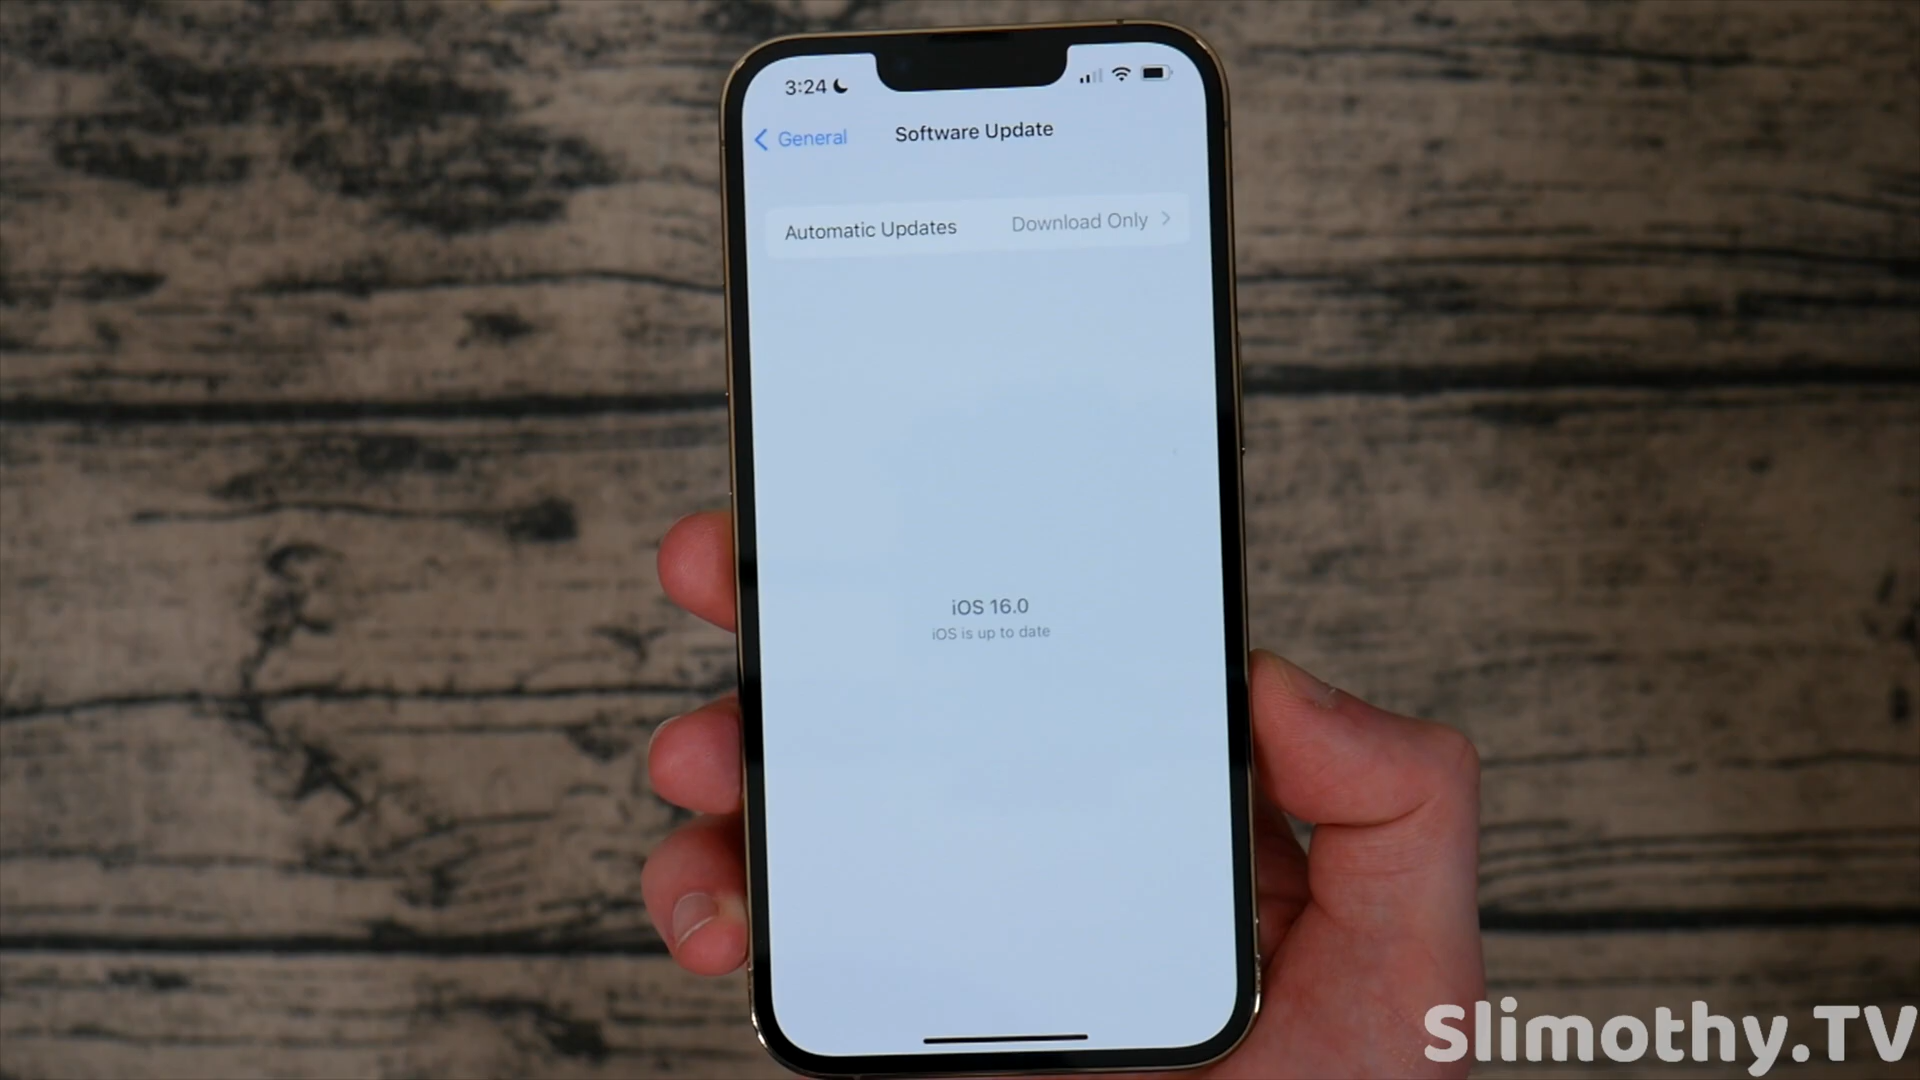 3:24
General
Software Update
Automatic Updates Download Only
iOS 16.0
iOS is up to date
Slimothy.TV